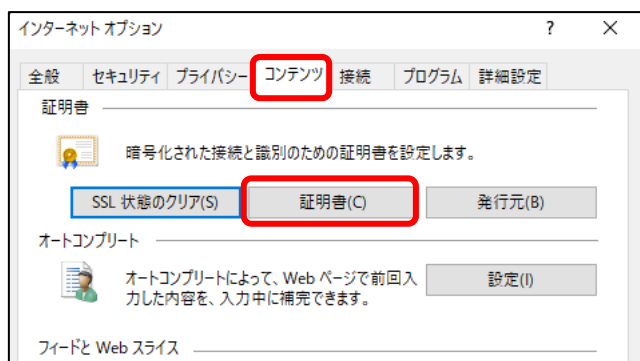 インターネット オプション ? ×
全般 セキュリティ プライバシー コンテンツ 接続 プログラム 詳細設定
証明書
暗号化された接続と識別のための証明書を設定します。
SSL 状態のクリア(S) 証明書(C) 発行元(B)
オートコンプリート
オートコンプリートによって、Web ページで前回入
力した内容を、入力中に補完できます。
設定(I)
フィードと Web スライス